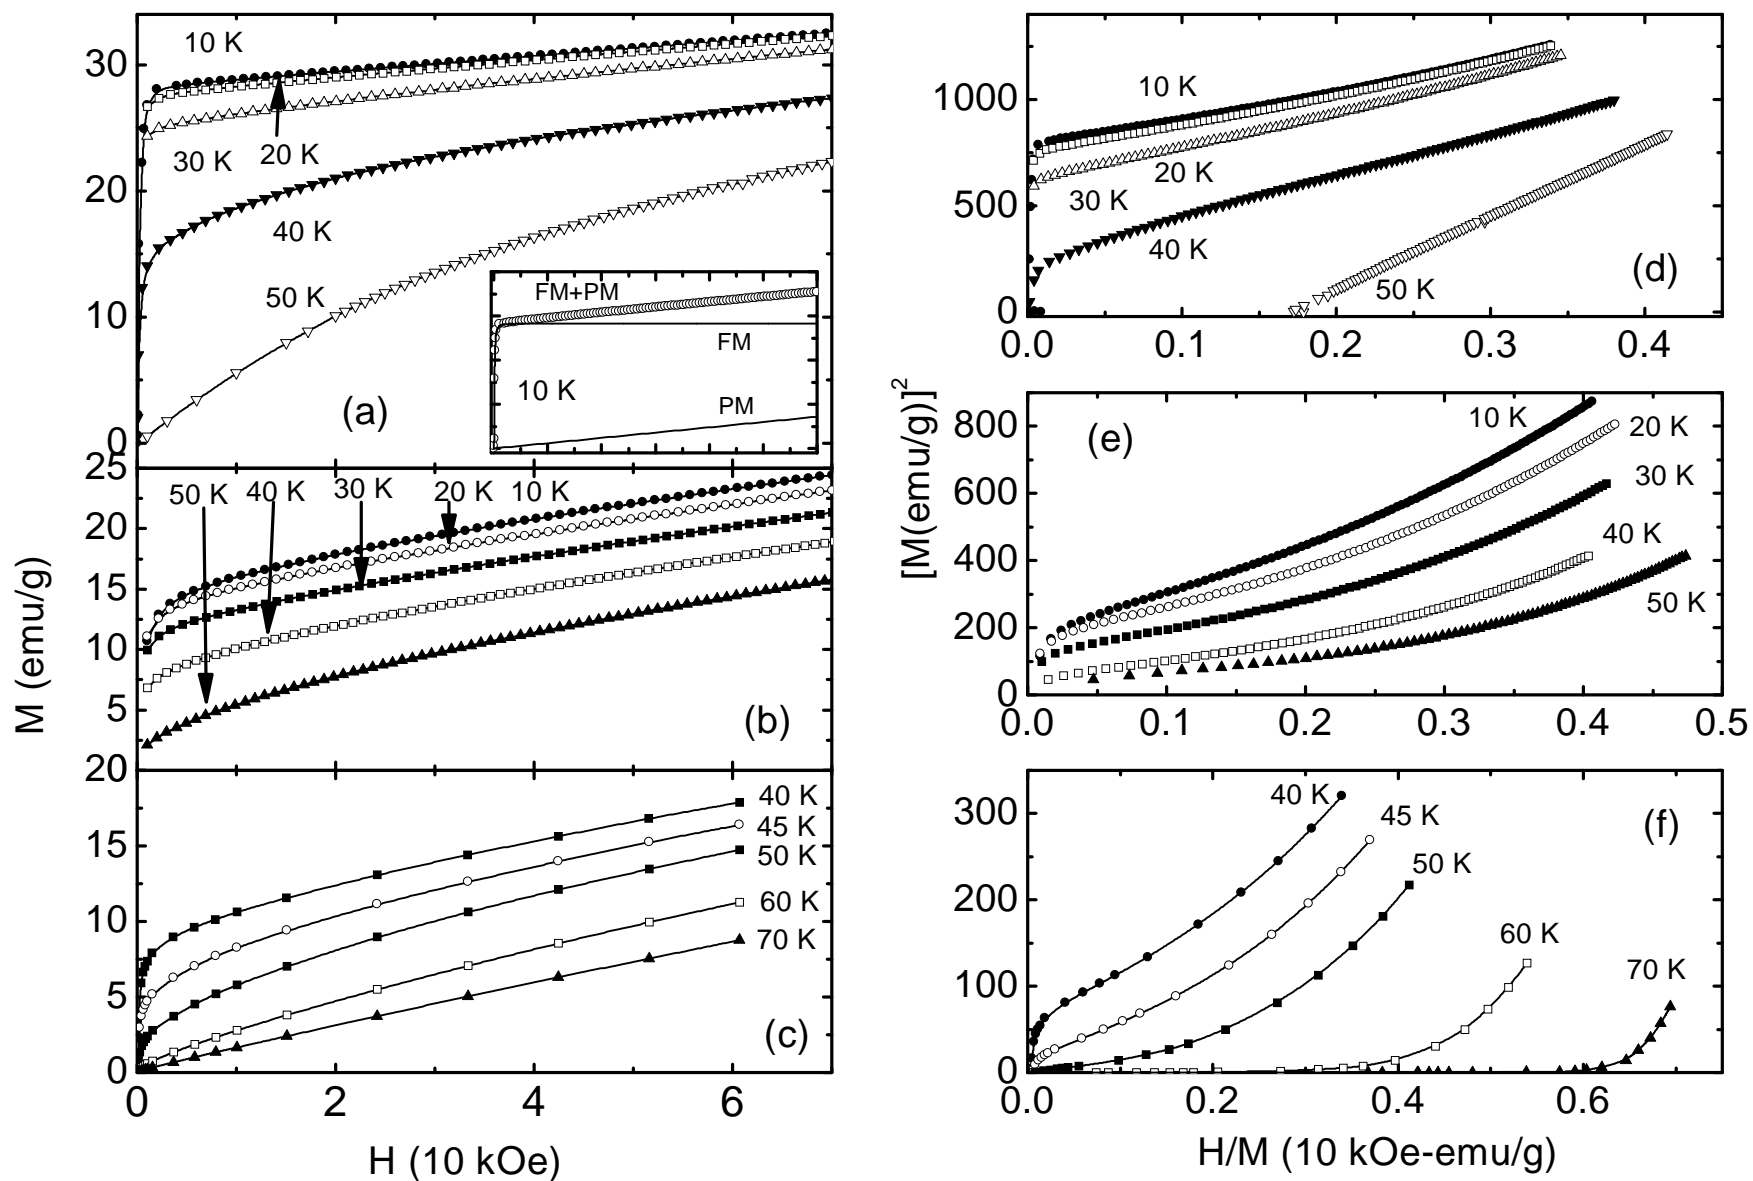 30
20
10
0
10 K
20 K
30 K
40 K
50 K
(a)
FM+PM
FM
10 K
PM
25
20
15
10
5
20
50 K
40 K
30 K
20 K
10 K
(b)
M (emu/g)
15
10
5
0
40 K
45 K
50 K
60 K
70 K
(c)
0
2
4
6
H (10 kOe)
1000
500
0
10 K
20 K
30 K
40 K
50 K
(d)
0.0
0.1
0.2
0.3
0.4
[M(emu/g)]²
800
600
400
200
0
(e)
10 K
20 K
30 K
40 K
50 K
0.0
0.1
0.2
0.3
0.4
0.5
300
200
100
0
40 K
45 K
50 K
60 K
70 K
(f)
0.0
0.2
0.4
0.6
H/M (10 kOe-emu/g)